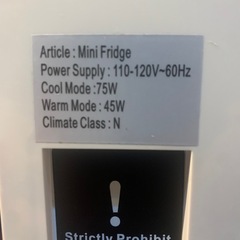 Article : Mini Fridge
Power Supply : 110-120V~60Hz
Cool Mode : 75W
Warm Mode : 45W
Climate Class : N
!
Strictly Prohibit